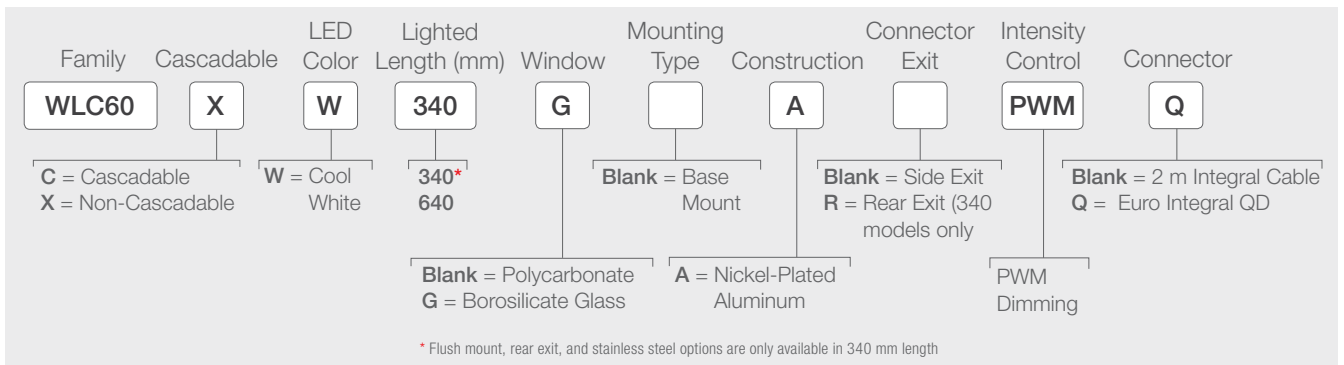 Family
Cascadable
LED
Color
Lighted
Length (mm)
Window
Mounting
Type
Construction
Connector
Exit
Intensity
Control
Connector
WLC60
X
W
340
G
A
PWM
Q
C = Cascadable
X = Non-Cascadable
W = Cool
White
340*
640
Blank = Polycarbonate
G = Borosilicate Glass
Blank = Base
Mount
A = Nickel-Plated
Aluminum
Blank = Side Exit
R = Rear Exit (340
models only
PWM
Dimming
Blank = 2 m Integral Cable
Q = Euro Integral QD
* Flush mount, rear exit, and stainless steel options are only available in 340 mm length